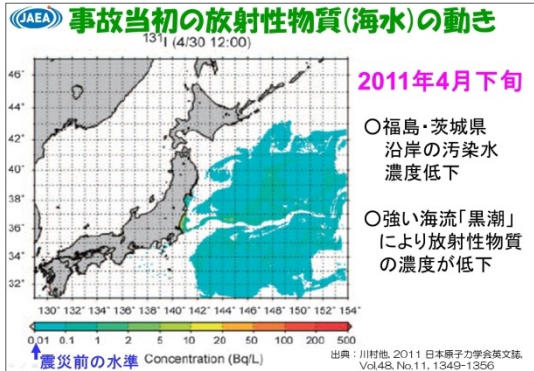 JAEA 事故当初の放射性物質(海水)の動き
131I (4/30 12:00)
2011年4月下旬
46°
44°
42°
40°
38°
36°
34°
32°
130°132°134°136°138°140°142°144°146°148°150°152°154°
〇福島・茨城県
沿岸の汚染水
濃度低下
〇強い海流「黒潮」
により放射性物質
の濃度が低下
0.01 0.1 1 2 5 10 20 50 100 200 500
震災前の水準
Concentration (Bq/L)
出典：川村他, 2011 日本原子力学会英文誌,
Vol.48, No.11, 1349-1356